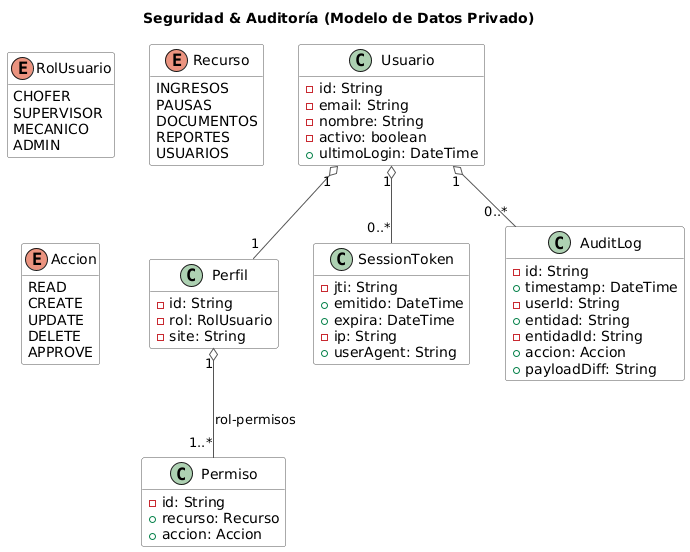 Seguridad & Auditoría (Modelo de Datos Privado)
E RolUsuario
CHOFER
SUPERVISOR
MECANICO
ADMIN
E Recurso
INGRESOS
PAUSAS
DOCUMENTOS
REPORTES
USUARIOS
C Usuario
id: String
email: String
nombre: String
activo: boolean
ultimoLogin: DateTime
1
1
1
1
0..*
0..*
E Accion
READ
CREATE
UPDATE
DELETE
APPROVE
C Perfil
id: String
rol: RolUsuario
site: String
C SessionToken
jti: String
emitido: DateTime
expira: DateTime
ip: String
userAgent: String
C AuditLog
id: String
timestamp: DateTime
userId: String
entidad: String
entidadId: String
accion: Accion
payloadDiff: String
1
rol-permisos
1..*
C Permiso
id: String
recurso: Recurso
accion: Accion